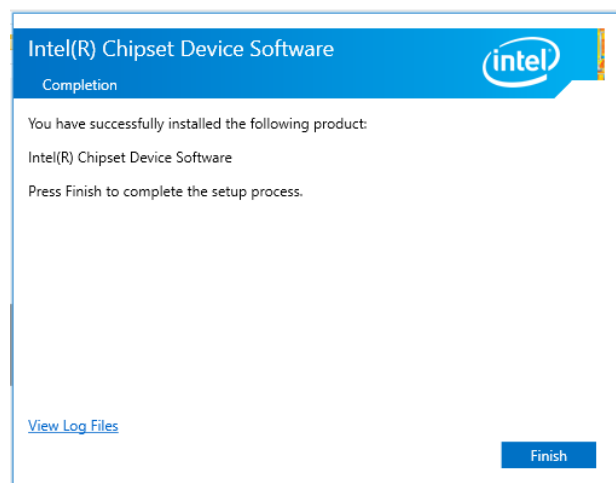 Intel(R) Chipset Device Software
intel
Completion
You have successfully installed the following product:
Intel(R) Chipset Device Software
Press Finish to complete the setup process.
View Log Files
Finish